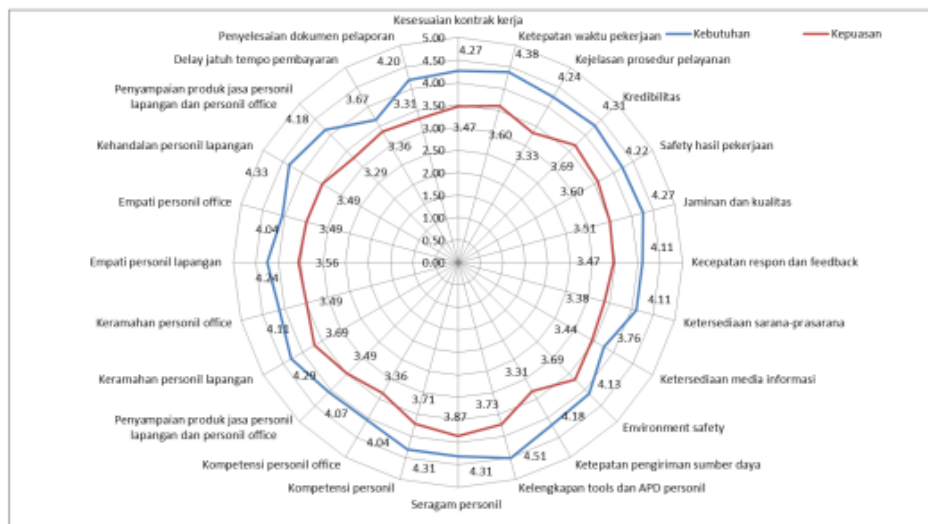 Kesesuaian kontrak kerja
Penyelesaian dokumen pelaporan
Ketepatan waktu pekerjaan
Kebutuhan
Kepuasan
Delay jatuh tempo pembayaran
Kejelasan prosedur pelayanan
Penyampaian produk jasa personil
lapangan dan personil office
Kredibilitas
Kehandalan personil lapangan
Safety hasil pekerjaan
Empati personil office
Jaminan dan kualitas
Empati personil lapangan
Kecepatan respon dan feedback
Keramahan personil office
Ketersediaan sarana-prasarana
Keramahan personil lapangan
Ketersediaan media informasi
Penyampaian produk jasa personil
lapangan dan personil office
Environment safety
Kompetensi personil office
Ketepatan pengiriman sumber daya
Kompetensi personil
Kelengkapan tools dan APD personil
Seragam personil
5.00
4.50
4.00
3.50
3.00
2.50
2.00
1.50
1.00
0.50
0.00
4.27
4.38
4.24
4.31
4.22
4.27
4.11
4.11
3.76
4.13
4.18
4.51
4.31
4.31
4.04
4.07
4.29
4.11
4.24
4.04
4.33
4.18
3.67
4.20
3.47
3.60
3.33
3.69
3.60
3.51
3.47
3.38
3.44
3.69
3.31
3.73
3.87
3.71
3.36
3.49
3.69
3.49
3.56
3.49
3.49
3.29
3.36
3.31